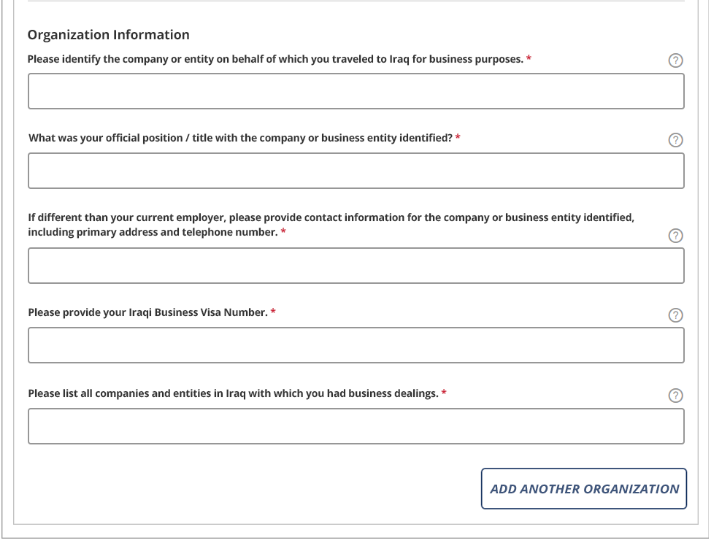 Organization Information
Please identify the company or entity on behalf of which you traveled to Iraq for business purposes. *
?
What was your official position / title with the company or business entity identified? *
?
If different than your current employer, please provide contact information for the company or business entity identified,
including primary address and telephone number. *
?
Please provide your Iraqi Business Visa Number. *
?
Please list all companies and entities in Iraq with which you had business dealings. *
?
ADD ANOTHER ORGANIZATION